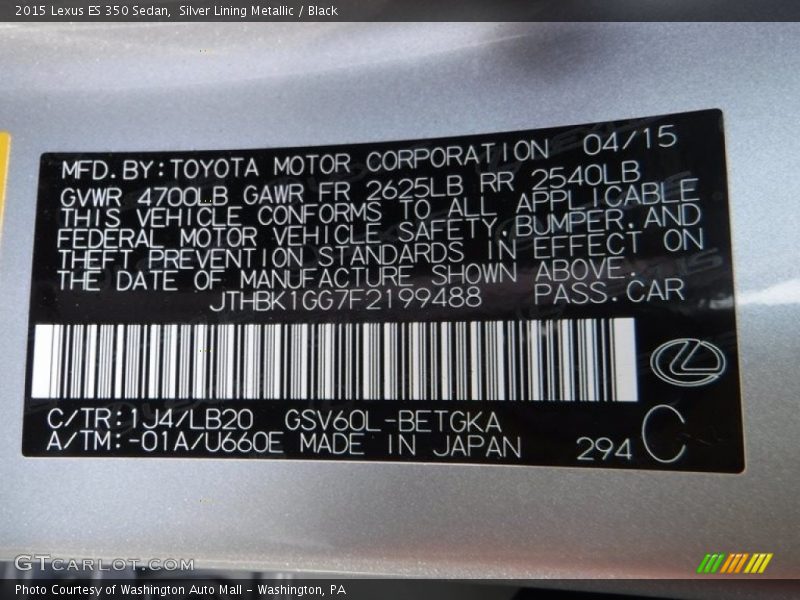 2015 Lexus ES 350 Sedan,  Silver Lining Metallic / Black
MFD.BY:TOYOTA MOTOR CORPORATION 04/15
GVWR 4700LB GAWR FR 2625LB RR 2540LB
THIS VEHICLE CONFORMS TO ALL APPLICABLE
FEDERAL MOTOR VEHICLE SAFETY,BUMPER,AND
THEFT PREVENTION STANDARDS IN EFFECT ON
THE DATE OF MANUFACTURE SHOWN ABOVE.
JTHBK1GG7F2199488 PASS.CAR
C/TR:1J4/LB20 GSV60L-BETGKA
A/TM:-01A/U660E MADE IN JAPAN 294 C
GTCARLOT.COM
Photo Courtesy of Washington Auto Mall - Washington, PA